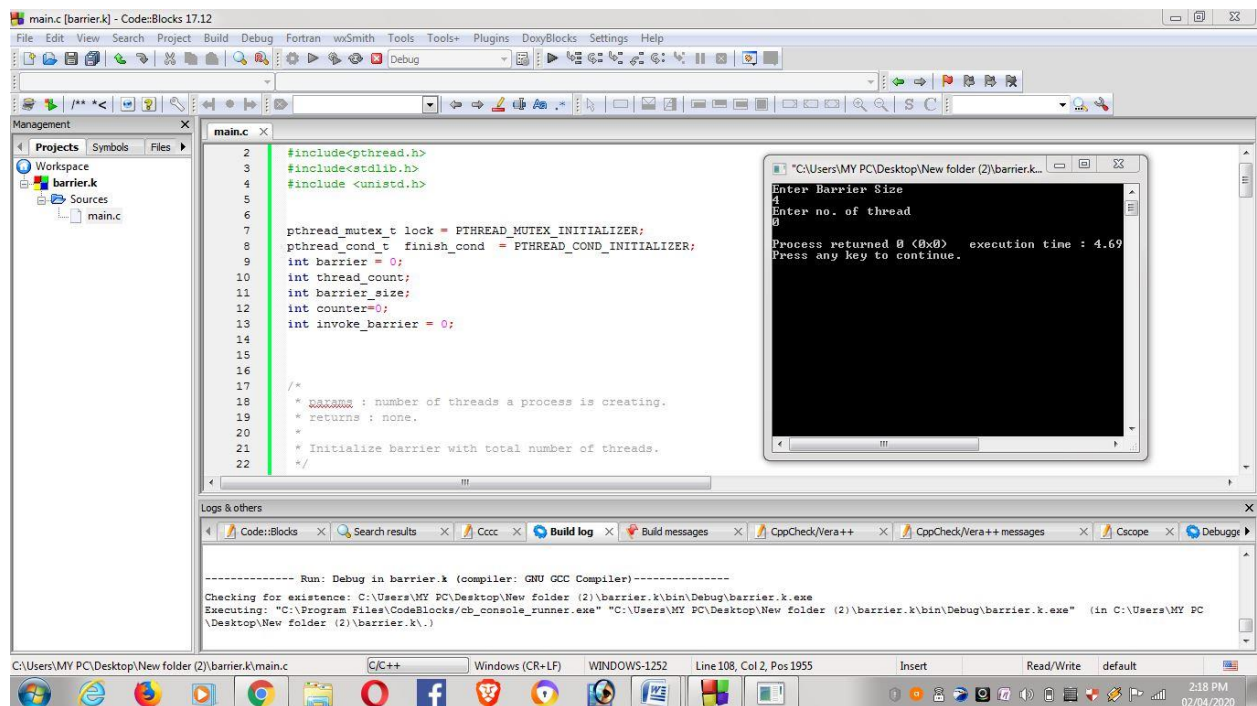 main.c [barrier.k] - Code::Blocks 17.12
File Edit View Search Project Build Debug Fortran wxSmith Tools Tools+ Plugins DoxyBlocks Settings Help
Debug
/** *<
.*
S C
Management
main.c
Projects Symbols Files
Workspace
barrier.k
Sources
main.c
2 #include<pthread.h>
3 #include<stdlib.h>
4 #include <unistd.h>
5
6
7 pthread_mutex_t lock = PTHREAD_MUTEX_INITIALIZER;
8 pthread_cond_t finish_cond = PTHREAD_COND_INITIALIZER;
9 int barrier = 0;
10 int thread_count;
11 int barrier_size;
12 int counter=0;
13 int invoke_barrier = 0;
14
15
16
17 /*
18 * params : number of threads a process is creating.
19 * returns : none.
20 *
21 * Initialize barrier with total number of threads.
22 */
"C:\Users\MY PC\Desktop\New folder (2)\barrier.k...
Enter Barrier Size
4
Enter no. of thread
0
Process returned 0 (0x0) execution time : 4.69
Press any key to continue.
Logs & others
Code::Blocks Search results Cccc Build log Build messages CppCheck/Vera++ CppCheck/Vera++ messages Cscope Debugge
-------------- Run: Debug in barrier.k (compiler: GNU GCC Compiler)---------------
Checking for existence: C:\Users\MY PC\Desktop\New folder (2)\barrier.k\bin\Debug\barrier.k.exe
Executing: "C:\Program Files\CodeBlocks/cb_console_runner.exe" "C:\Users\MY PC\Desktop\New folder (2)\barrier.k\bin\Debug\barrier.k.exe" (in C:\Users\MY PC
\Desktop\New folder (2)\barrier.k\.)
C:\Users\MY PC\Desktop\New folder (2)\barrier.k\main.c C/C++ Windows (CR+LF) WINDOWS-1252 Line 108, Col 2, Pos 1955 Insert Read/Write default
2:18 PM
02/04/2020